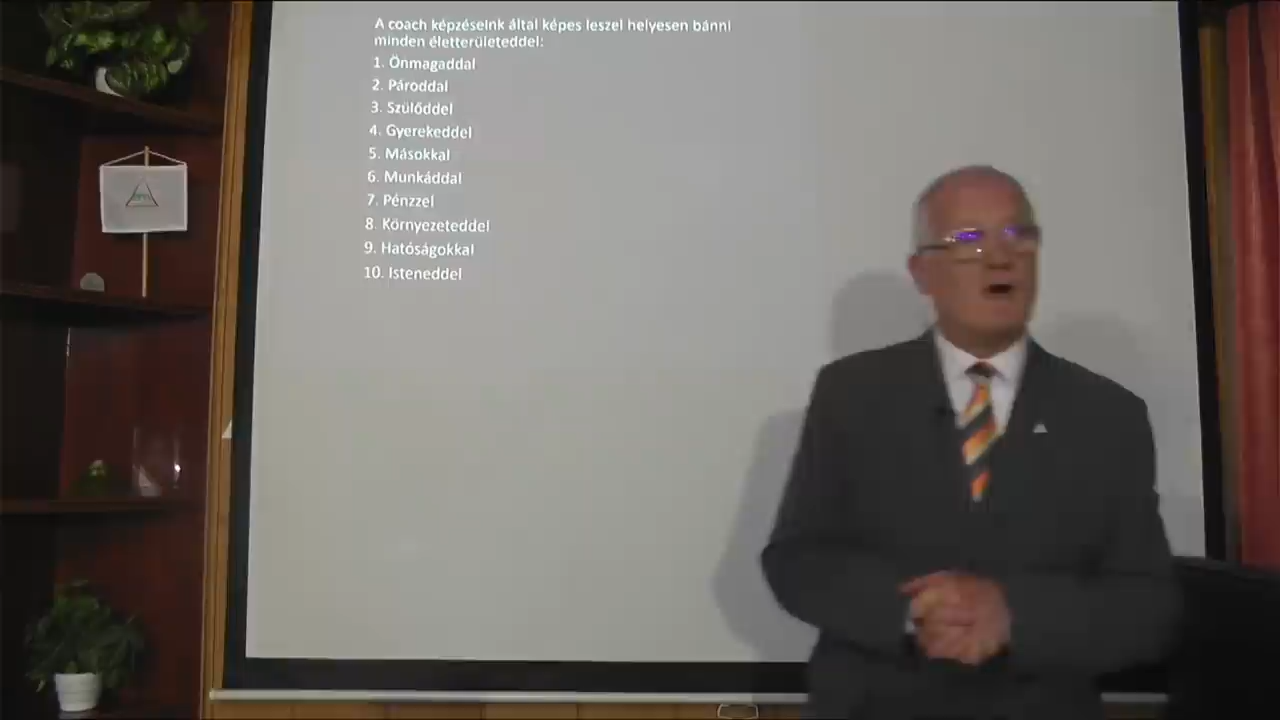 A coach képzéseink által képes leszel helyesen bánni
minden életterületeddel:
1. Önmagaddal
2. Pároddal
3. Szülőddel
4. Gyerekeddel
5. Másokkal
6. Munkáddal
7. Pénzzel
8. Környezeteddel
9. Hatóságokkal
10. Isteneddel